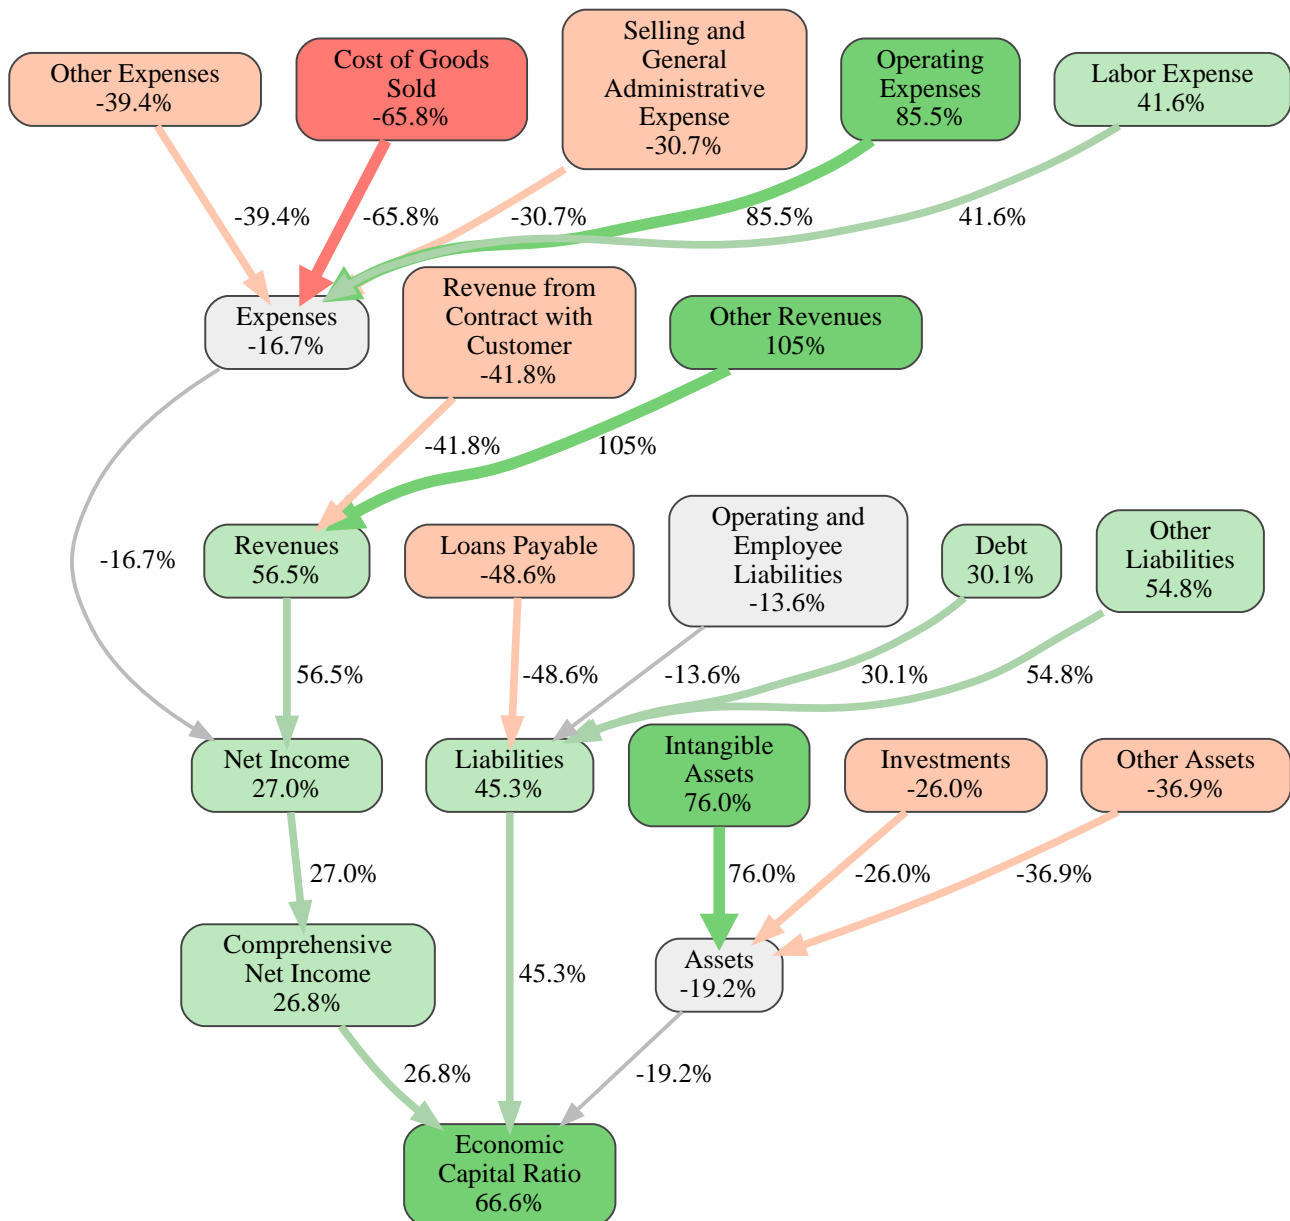 Other Expenses
-39.4%
Cost of Goods
Sold
-65.8%
Selling and
General
Administrative
Expense
-30.7%
Operating
Expenses
85.5%
Labor Expense
41.6%
-39.4%
-65.8%
-30.7%
85.5%
41.6%
Expenses
-16.7%
Revenue from
Contract with
Customer
-41.8%
Other Revenues
105%
-41.8%
105%
-16.7%
Revenues
56.5%
Loans Payable
-48.6%
Operating and
Employee
Liabilities
-13.6%
Debt
30.1%
Other
Liabilities
54.8%
56.5%
-48.6%
-13.6%
30.1%
54.8%
Net Income
27.0%
Liabilities
45.3%
Intangible
Assets
76.0%
Investments
-26.0%
Other Assets
-36.9%
27.0%
76.0%
-26.0%
-36.9%
Comprehensive
Net Income
26.8%
45.3%
Assets
-19.2%
26.8%
-19.2%
Economic
Capital Ratio
66.6%